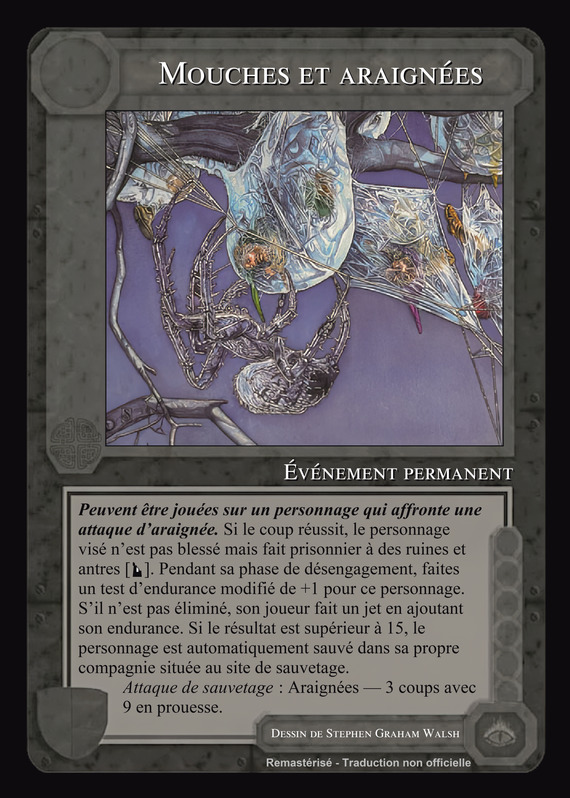 Mouches et araignées
Événement permanent
Peuvent être jouées sur un personnage qui affronte une
attaque d'araignée. Si le coup réussit, le personnage
visé n'est pas blessé mais fait prisonnier à des ruines et
antres [ ]. Pendant sa phase de désengagement, faites
un test d'endurance modifié de +1 pour ce personnage.
S'il n'est pas éliminé, son joueur fait un jet en ajoutant
son endurance. Si le résultat est supérieur à 15, le
personnage est automatiquement sauvé dans sa propre
compagnie située au site de sauvetage.
Attaque de sauvetage : Araignées — 3 coups avec
9 en prouesse.
Dessin de Stephen Graham Walsh
Remastérisé - Traduction non officielle